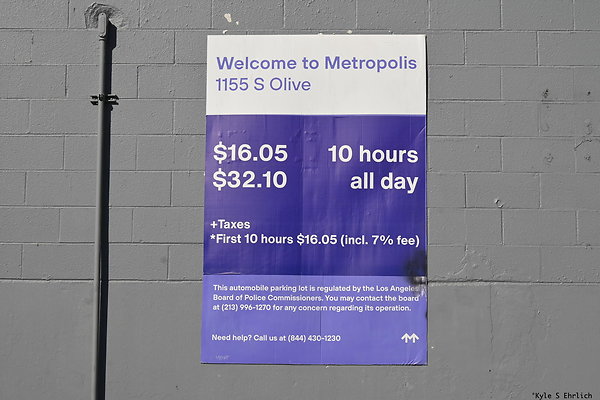 Welcome to Metropolis
1155 S Olive
$16.05 10 hours
$32.10 all day
+Taxes
*First 10 hours $16.05 (incl. 7% fee)
This automobile parking lot is regulated by the Los Angeles
Board of Police Commissioners. You may contact the board
at (213) 996-1270 for any concern regarding its operation.
Need help? Call us at (844) 430-1230
*Kyle S Ehrlich